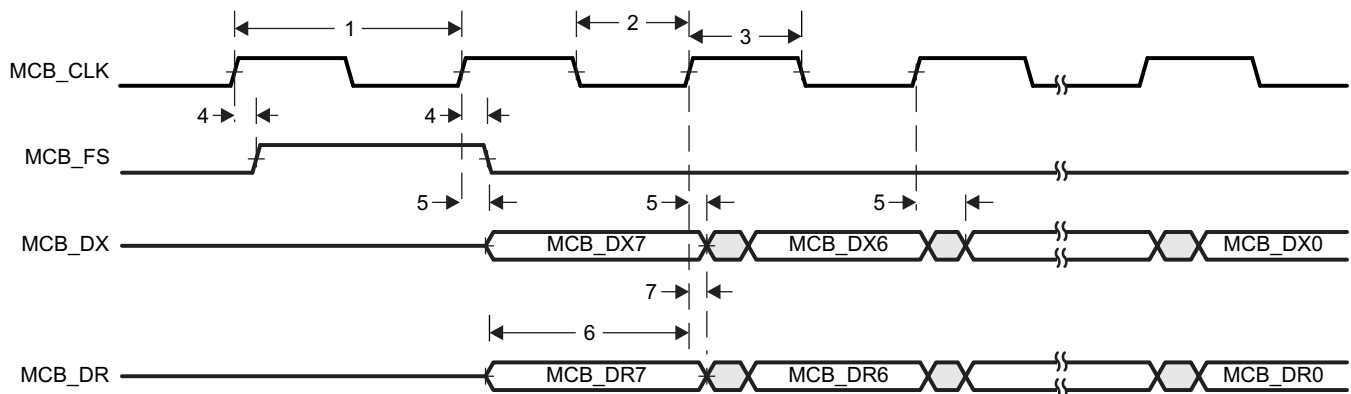 1
2
3
MCB_CLK
4
4
MCB_FS
5
5
5
MCB_DX
MCB_DX7
MCB_DX6
MCB_DX0
7
6
MCB_DR
MCB_DR7
MCB_DR6
MCB_DR0